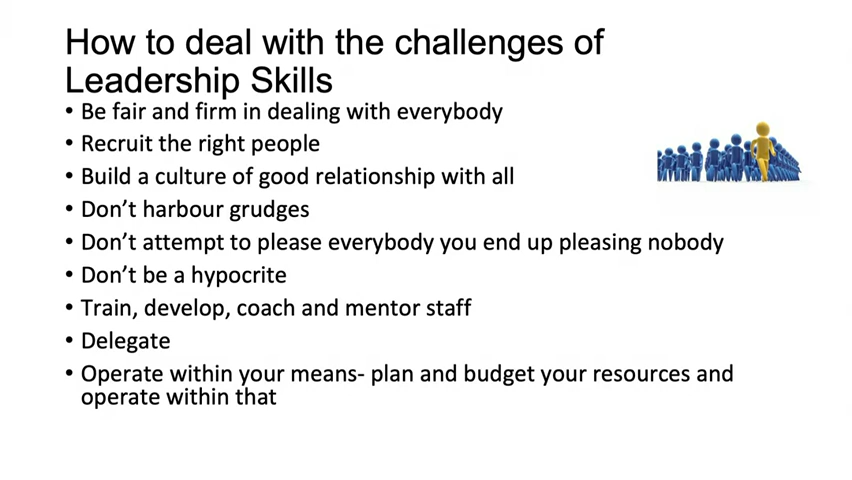 How to deal with the challenges of
Leadership Skills
• Be fair and firm in dealing with everybody
• Recruit the right people
• Build a culture of good relationship with all
• Don’t harbour grudges
• Don’t attempt to please everybody you end up pleasing nobody
• Don’t be a hypocrite
• Train, develop, coach and mentor staff
• Delegate
• Operate within your means- plan and budget your resources and
operate within that